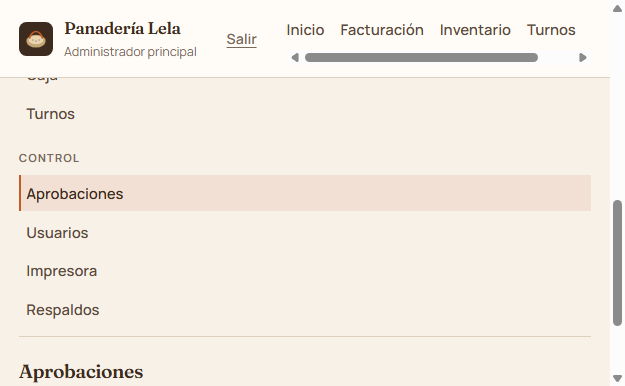 Panadería Lela
Administrador principal
Salir
Inicio
Facturación
Inventario
Turnos
Turnos
CONTROL
Aprobaciones
Usuarios
Impresora
Respaldos
Aprobaciones